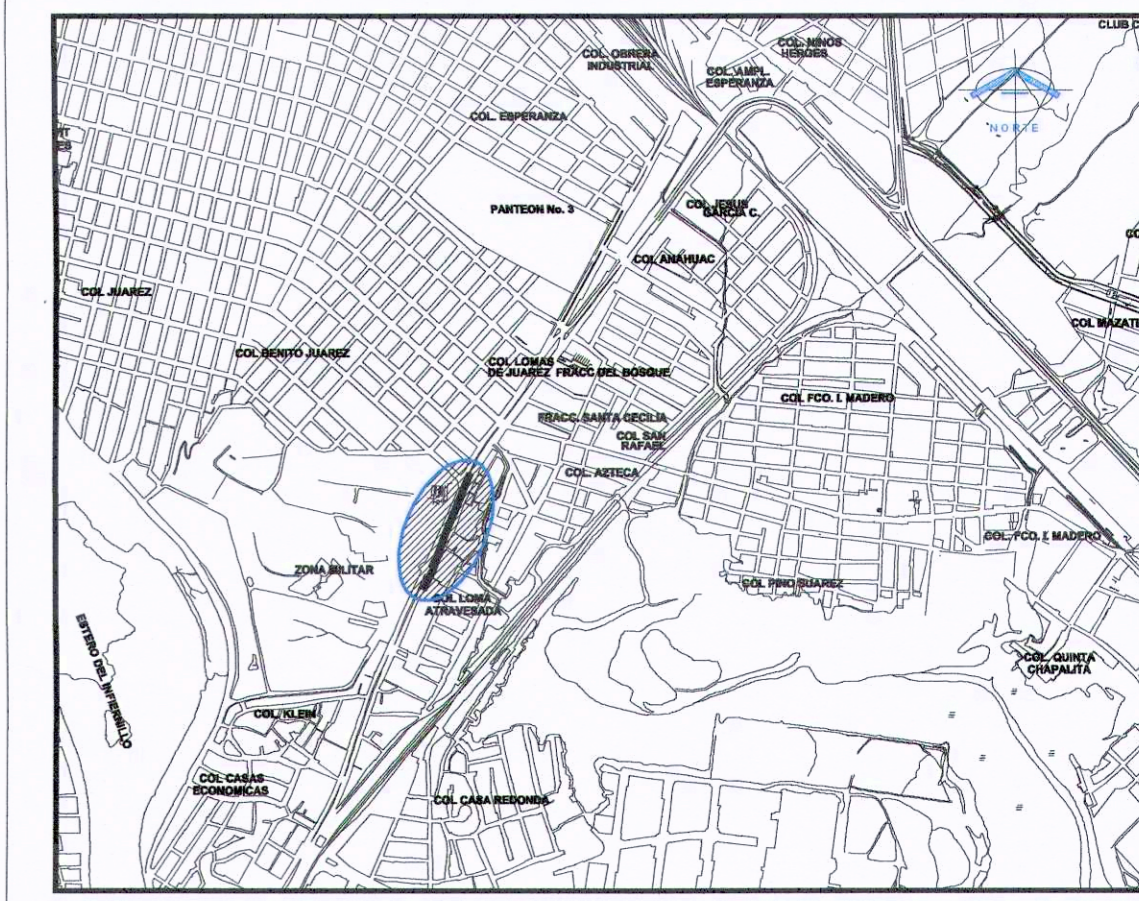 CLUB C
COL. OBRERA
INDUSTRIAL
COL. NIÑOS
HEROES
COL. AMPL.
ESPERANZA
COL. ESPERANZA
NORTE
PANTEON No. 3
COL. JESUS
GARCIA C.
COL ANAHUAC
COL JUAREZ
COL BENITO JUAREZ
COL LOMAS
DE JUAREZ
FRACC DEL BOSQUE
COL MAZATL
COL FCO. I. MADERO
FRACC. SANTA CECILIA
COL SAN
RAFAEL
COL. AZTECA
COL. FCO. I. MADERO
ZONA MILITAR
COL PINO SUAREZ
COL LOMA
ATRAVESADA
ESTERO DEL INFIERNILLO
COL. QUINTA
CHAPALITA
COL. KLEIN
COL CASAS
ECONOMICAS
COL CASA REDONDA